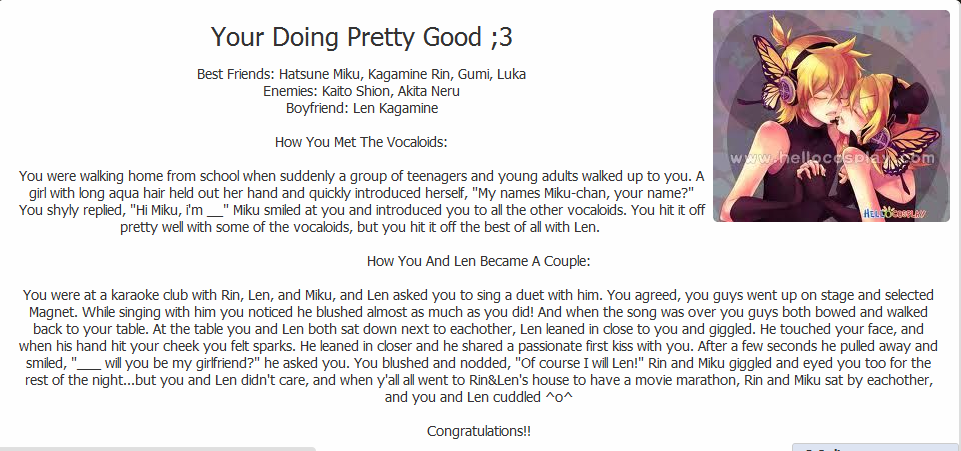 Your Doing Pretty Good ;3
Best Friends: Hatsune Miku, Kagamine Rin, Gumi, Luka
Enemies: Kaito Shion, Akita Neru
Boyfriend: Len Kagamine
How You Met The Vocaloids:
You were walking home from school when suddenly a group of teenagers and young adults walked up to you. A
girl with long aqua hair held out her hand and quickly introduced herself, "My names Miku-chan, your name?"
You shyly replied, "Hi Miku, i'm __" Miku smiled at you and introduced you to all the other vocaloids. You hit it off
pretty well with some of the vocaloids, but you hit it off the best of all with Len.
www.hellocosplay.com
HELLOCOSPLAY
How You And Len Became A Couple:
You were at a karaoke club with Rin, Len, and Miku, and Len asked you to sing a duet with him. You agreed, you guys went up on stage and selected
Magnet. While singing with him you noticed he blushed almost as much as you did! And when the song was over you guys both bowed and walked
back to your table. At the table you and Len both sat down next to eachother, Len leaned in close to you and giggled. He touched your face, and
when his hand hit your cheek you felt sparks. He leaned in closer and he shared a passionate first kiss with you. After a few seconds he pulled away and
smiled, "___ will you be my girlfriend?" he asked you. You blushed and nodded, "Of course I will Len!" Rin and Miku giggled and eyed you too for the
rest of the night...but you and Len didn't care, and when y'all all went to Rin&Len's house to have a movie marathon, Rin and Miku sat by eachother,
and you and Len cuddled ^o^
Congratulations!!